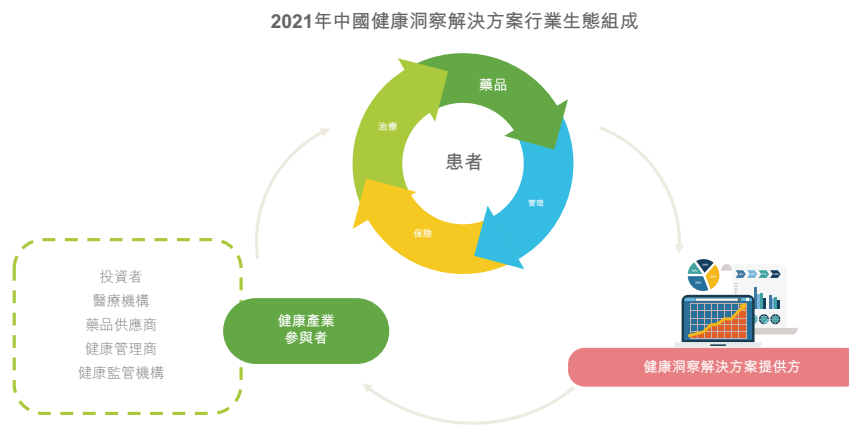 2021年中國健康洞察解決方案行業生態組成
藥品
治療
患者
管理
保險
投資者
醫療機構
藥品供應商
健康管理商
健康監管機構
健康產業
參與者
健康洞察解決方案提供方